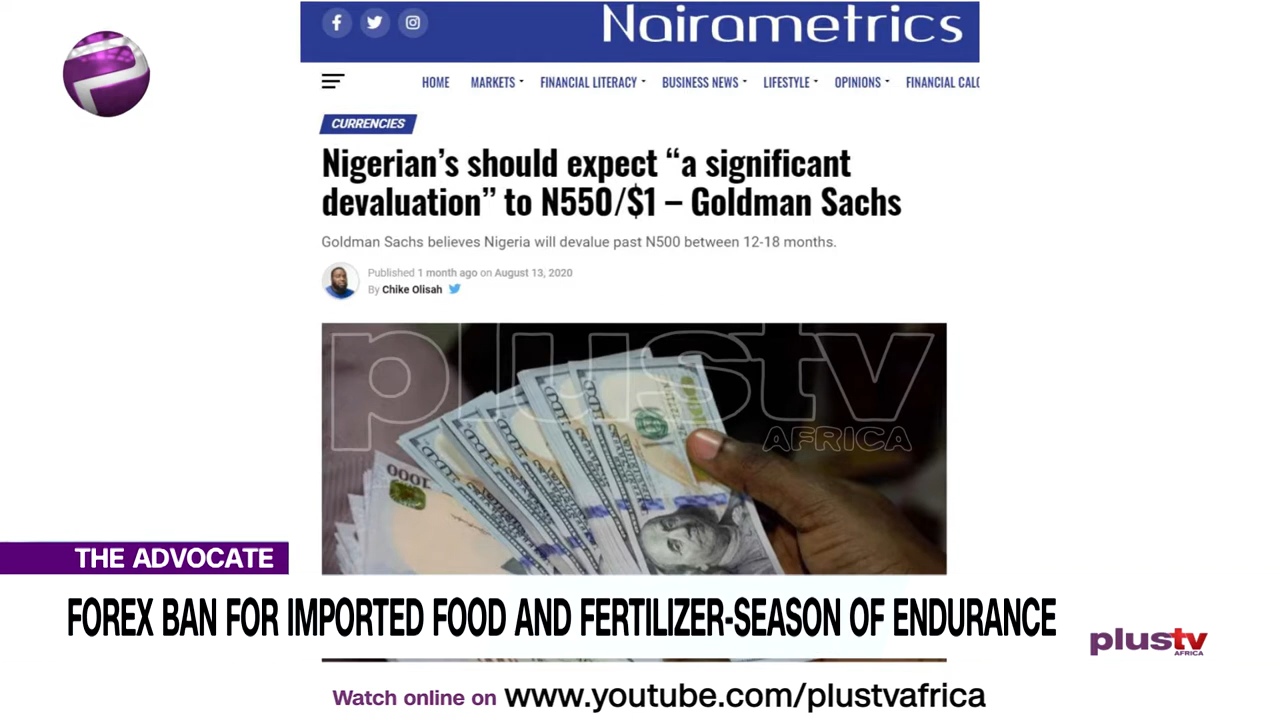 Nairametrics
HOME MARKETS FINANCIAL LITERACY BUSINESS NEWS LIFESTYLE OPINIONS FINANCIAL CALC
CURRENCIES
Nigerian’s should expect “a significant
devaluation” to N550/$1 – Goldman Sachs
Goldman Sachs believes Nigeria will devalue past N500 between 12-18 months.
Published 1 month ago on August 13, 2020
By Chike Olisah
plustv
AFRICA
1000
THE ADVOCATE
FOREX BAN FOR IMPORTED FOOD AND FERTILIZER-SEASON OF ENDURANCE
plustv
AFRICA
Watch online on www.youtube.com/plustvafrica